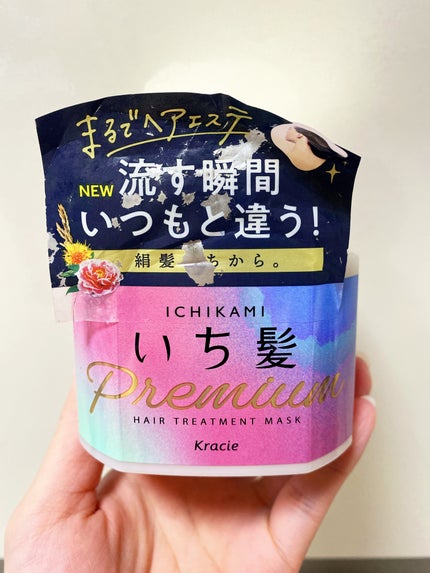 まるでヘアエステ
NEW 流す瞬間
いつもと違う!
絹髪 ちから。
ICHIKAMI
いち髪
Premium
HAIR TREATMENT MASK
Kracie